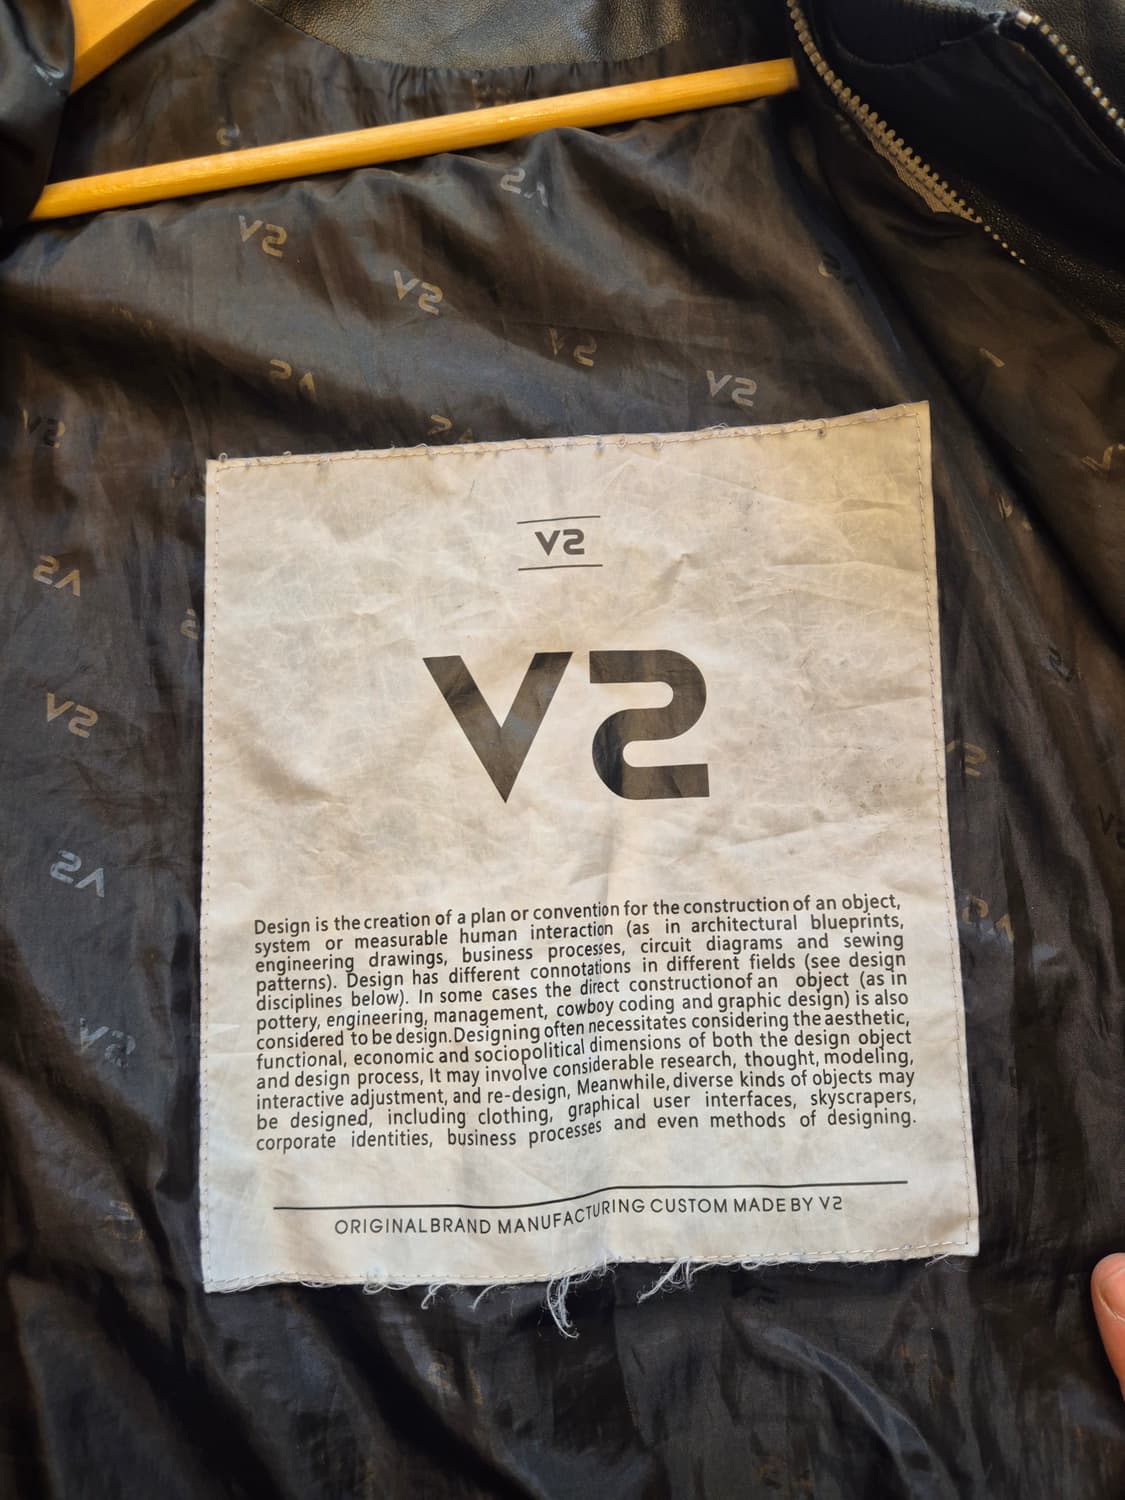 V2
V2
V2
V2
V2
V2
Design is the creation of a plan or convention for the construction of an object,
system or measurable human interaction (as in architectural blueprints,
engineering drawings, business processes, circuit diagrams and sewing
patterns). Design has different connotations in different fields (see design
disciplines below). In some cases the direct constructionof an object (as in
pottery, engineering, management, cowboy coding and graphic design) is also
considered to be design.Designing often necessitates considering the aesthetic,
functional, economic and sociopolitical dimensions of both the design object
and design process, It may involve considerable research, thought, modeling,
interactive adjustment, and re-design, Meanwhile, diverse kinds of objects may
be designed, including clothing, graphical user interfaces, skyscrapers,
corporate identities, business processes and even methods of designing.
ORIGINAL BRAND MANUFACTURING CUSTOM MADE BY V2